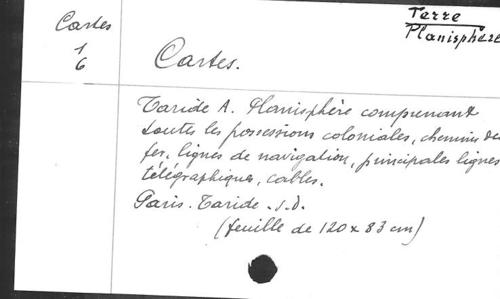 Cartes
1
6
Terre
Planisphère
Cartes.
Taride A. Planisphère comprenant
toutes les possessions coloniales, chemins de
fer, lignes de navigation, principales lignes
télégraphiques, cables.
Paris. Taride. s.d.
(feuille de 120 x 83 cm)